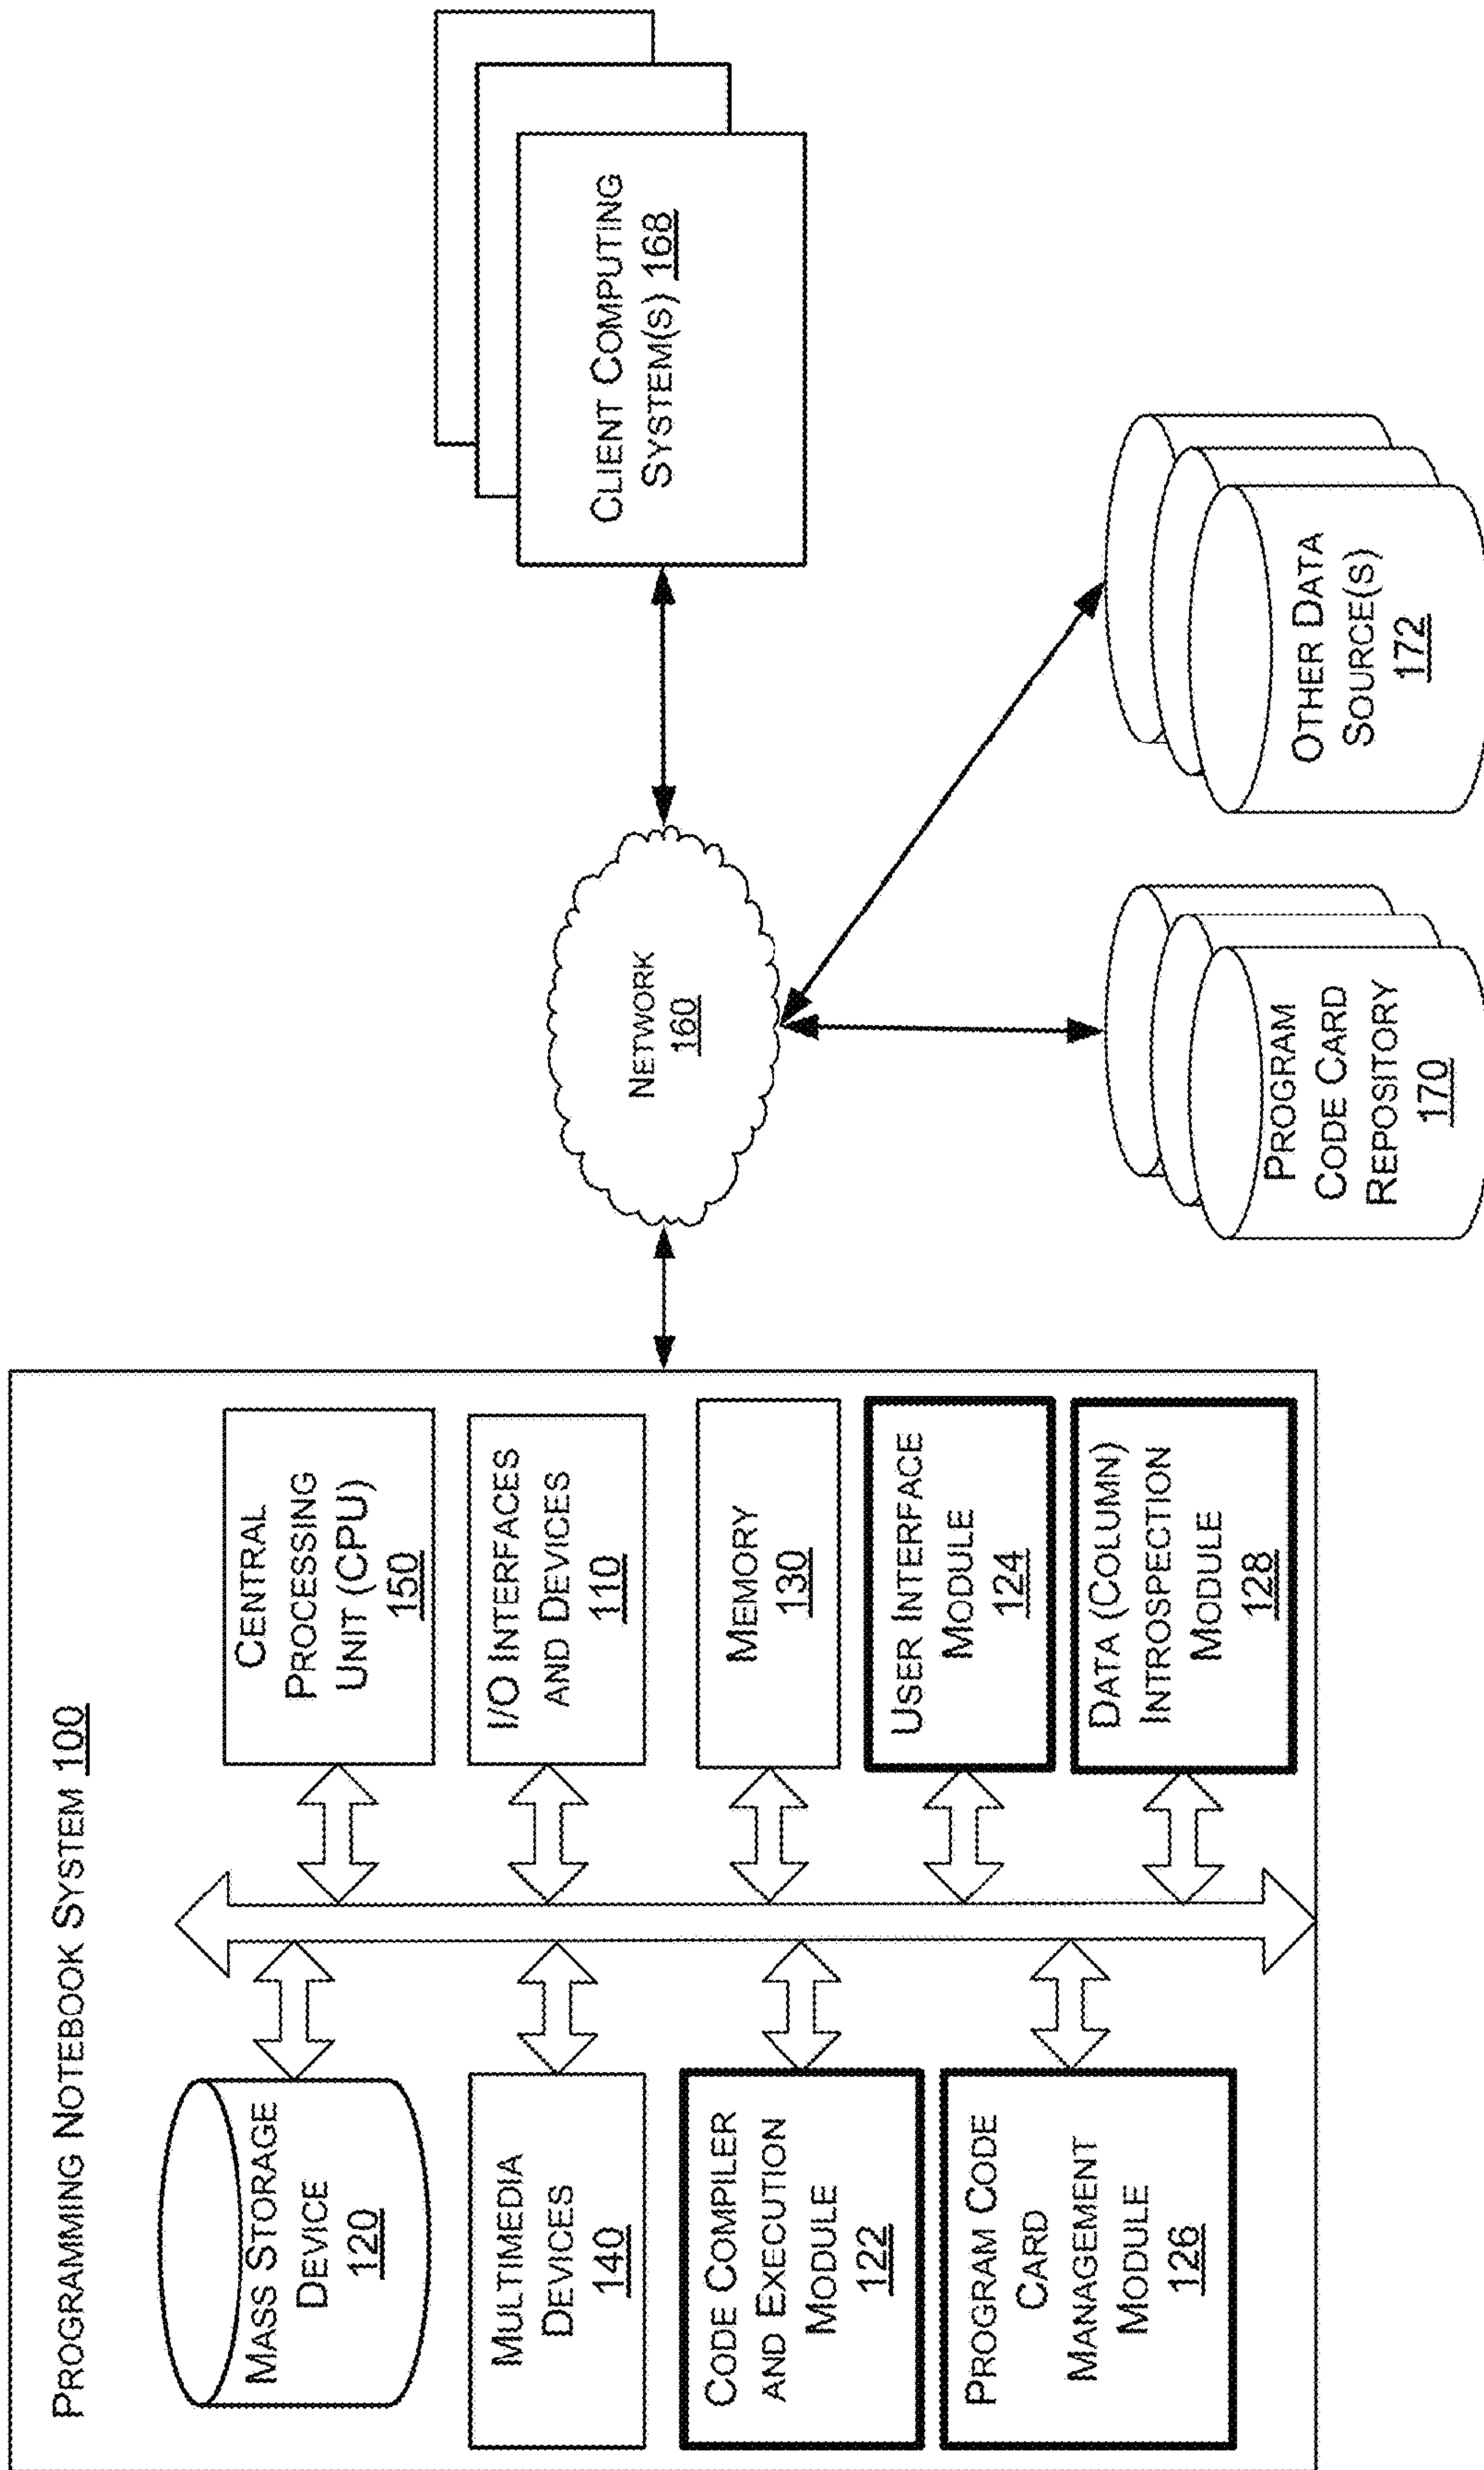 PROGRAMMING NOTEBOOK SYSTEM 100
MASS STORAGE
DEVICE
120
MULTIMEDIA
DEVICES
140
CODE COMPILER
AND EXECUTION
MODULE
122
PROGRAM CODE
CARD
MANAGEMENT
MODULE
126
CENTRAL
PROCESSING
UNIT (CPU)
150
I/O INTERFACES
AND DEVICES
110
MEMORY
130
USER INTERFACE
MODULE
124
DATA (COLUMN)
INTROSPECTION
MODULE
128
NETWORK
160
CLIENT COMPUTING
SYSTEM(S) 168
PROGRAM
CODE CARD
REPOSITORY
170
OTHER DATA
SOURCE(S)
172